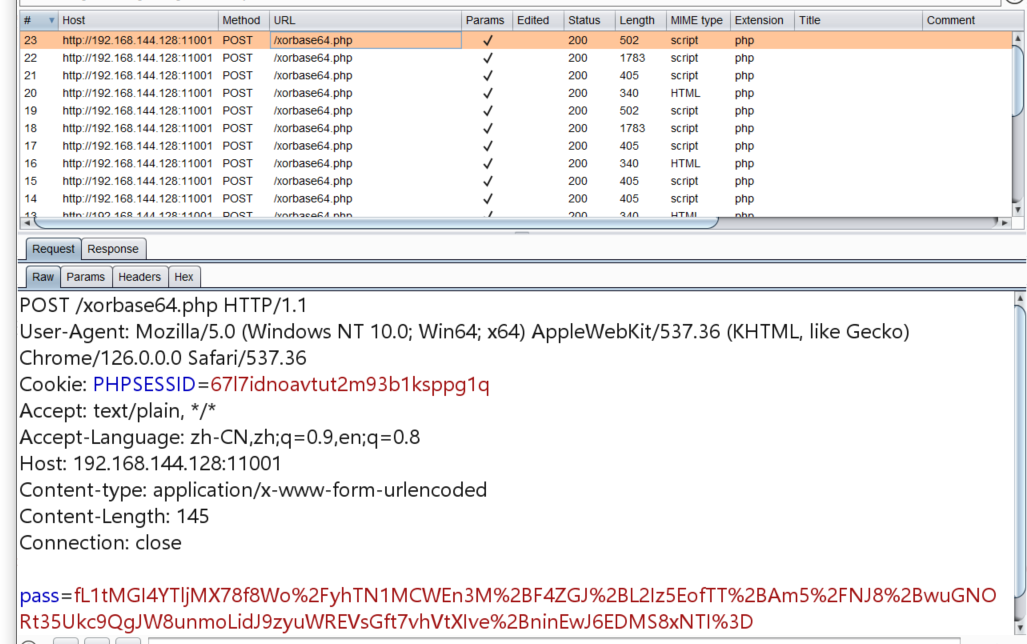 # Host Method URL Params Edited Status Length MIME type Extension Title Comment
23 http://192.168.144.128:11001 POST /xorbase64.php ✓ 200 502 script php
22 http://192.168.144.128:11001 POST /xorbase64.php ✓ 200 1783 script php
21 http://192.168.144.128:11001 POST /xorbase64.php ✓ 200 405 script php
20 http://192.168.144.128:11001 POST /xorbase64.php ✓ 200 340 HTML php
19 http://192.168.144.128:11001 POST /xorbase64.php ✓ 200 502 script php
18 http://192.168.144.128:11001 POST /xorbase64.php ✓ 200 1783 script php
17 http://192.168.144.128:11001 POST /xorbase64.php ✓ 200 405 script php
16 http://192.168.144.128:11001 POST /xorbase64.php ✓ 200 340 HTML php
15 http://192.168.144.128:11001 POST /xorbase64.php ✓ 200 405 script php
14 http://192.168.144.128:11001 POST /xorbase64.php ✓ 200 405 script php
13 http://192.168.144.128:11001 POST /xorbase64.php ✓ 200 340 HTML php
Request Response
Raw Params Headers Hex
POST /xorbase64.php HTTP/1.1
User-Agent: Mozilla/5.0 (Windows NT 10.0; Win64; x64) AppleWebKit/537.36 (KHTML, like Gecko)
Chrome/126.0.0.0 Safari/537.36
Cookie: PHPSESSID=67l7idnoavtut2m93b1ksppg1q
Accept: text/plain, */*
Accept-Language: zh-CN,zh;q=0.9,en;q=0.8
Host: 192.168.144.128:11001
Content-type: application/x-www-form-urlencoded
Content-Length: 145
Connection: close
pass=fL1tMGI4YTljMX78f8Wo%2FyhTN1MCWEn3M%2BF4ZGJ%2BL2Iz5EofTT%2BAm5%2FNJ8%2BwuGNO
Rt35Ukc9QgJW8unmoLidJ9zyuWREVsGft7vhVtXIve%2BninEwJ6EDMS8xNTI%3D